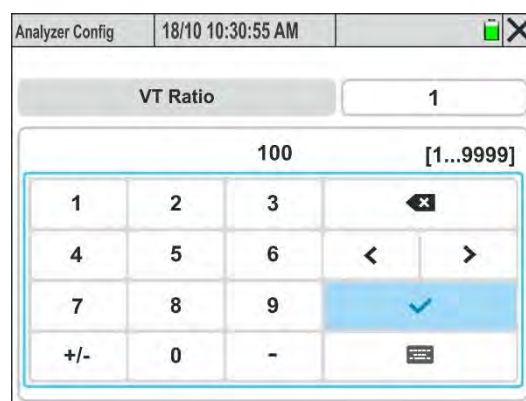 Analyzer Config 18/10 10:30:55 AM
VT Ratio 1
100 [1...9999]
1 2 3
4 5 6 < >
7 8 9
+/- 0 -